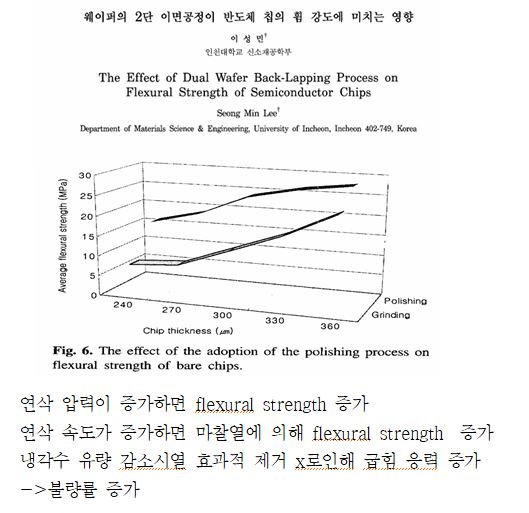 웨이퍼의 2단 이면공정이 반도체 칩의 휨 강도에 미치는 영향
이 성 민†
인천대학교 신소재공학부
The Effect of Dual Wafer Back-Lapping Process on
Flexural Strength of Semiconductor Chips
Seong Min Lee†
Department of Materials Science & Engineering, University of Incheon, Incheon 402-749, Korea
Average flexural strength (MPa)
30
25
20
15
10
5
0
240
270
300
330
360
Chip thickness (㎛)
Polishing
Grinding
Fig. 6. The effect of the adoption of the polishing process on
flexural strength of bare chips.
연삭 압력이 증가하면 flexural strength 증가
연삭 속도가 증가하면 마찰열에 의해 flexural strength 증가
냉각수 유량 감소시열 효과적 제거 x로인해 굽힘 응력 증가
->불량률 증가